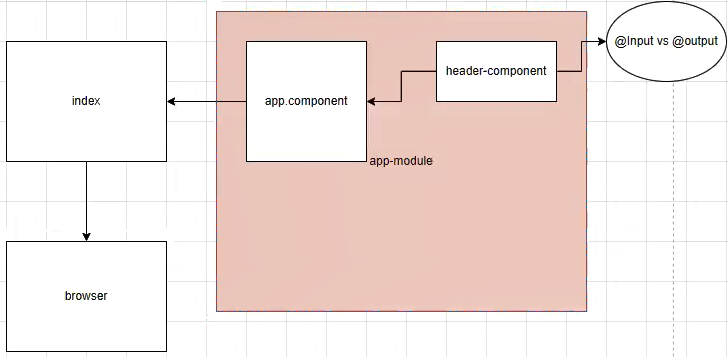 @Input vs @output
header-component
index
app.component
app-module
browser